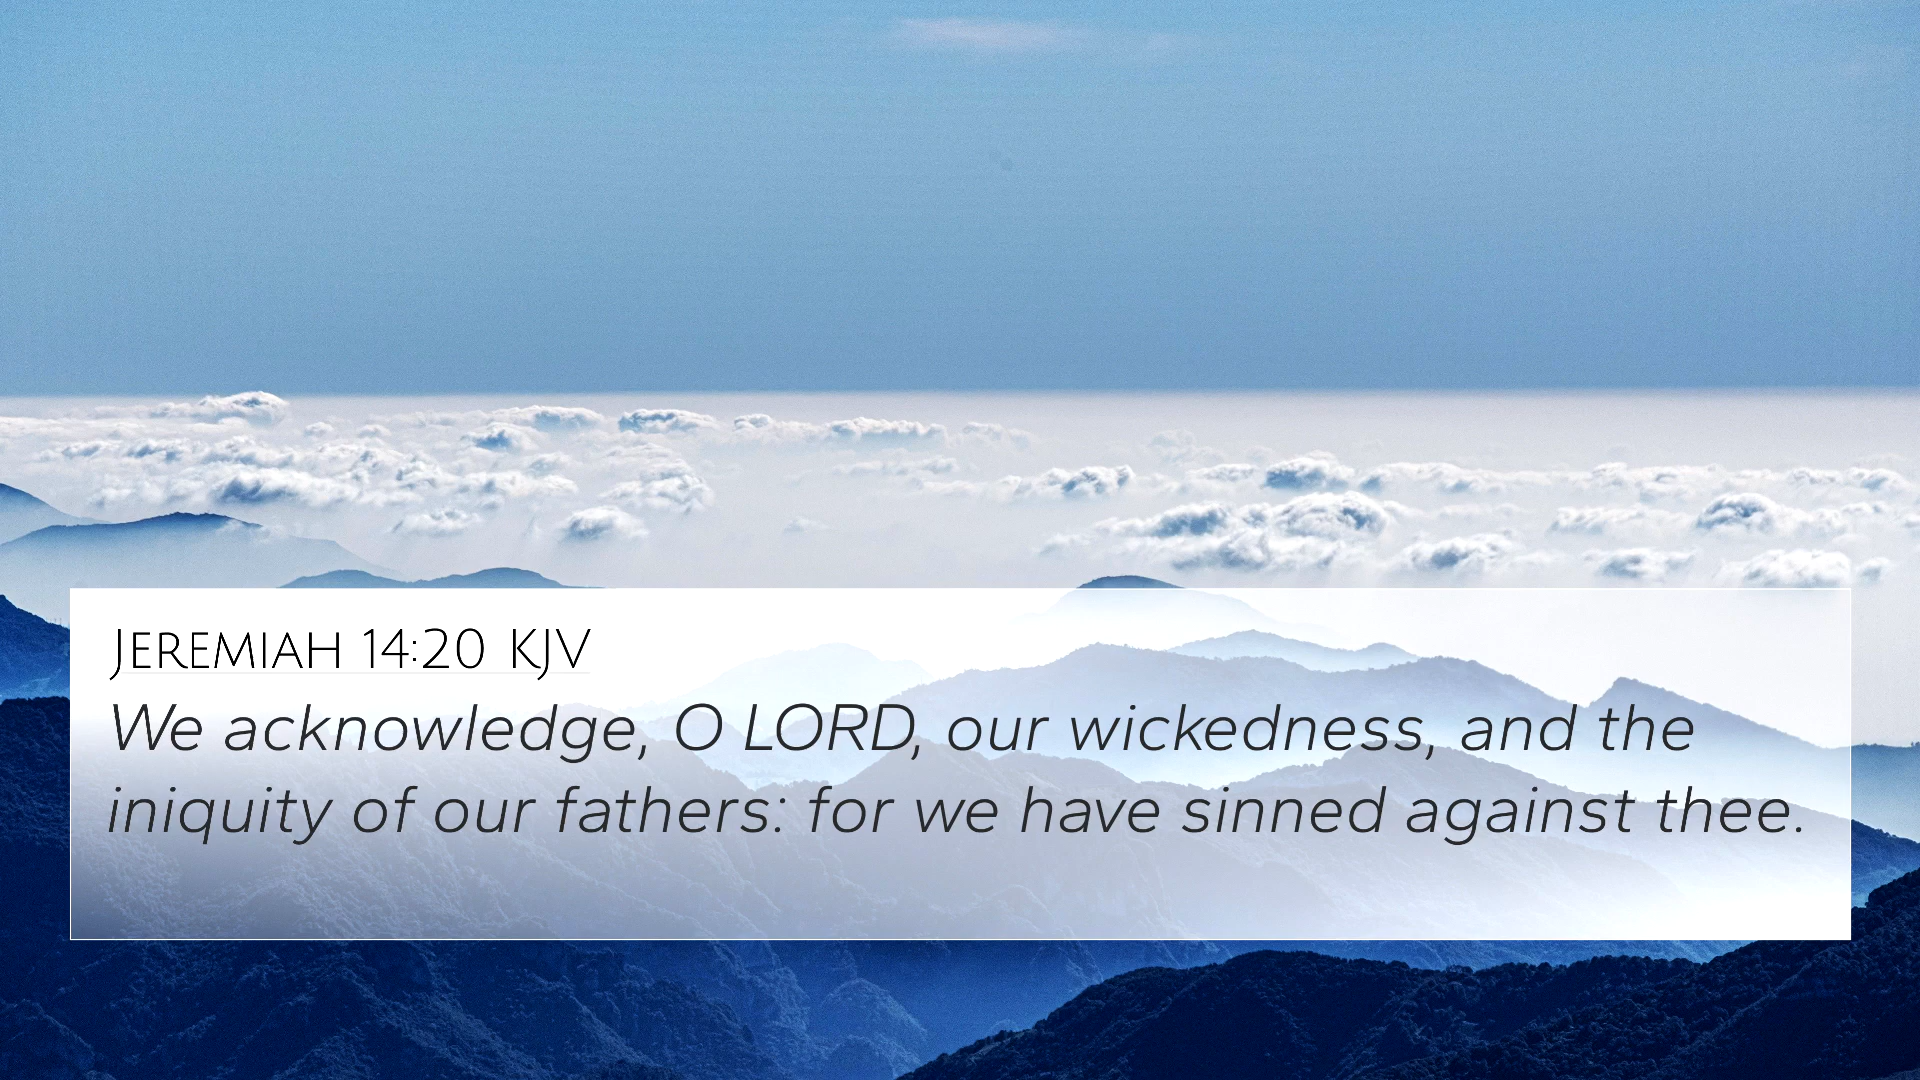 Jeremiah 14:20 KJV
We acknowledge, O LORD, our wickedness, and the
iniquity of our fathers: for we have sinned against thee.